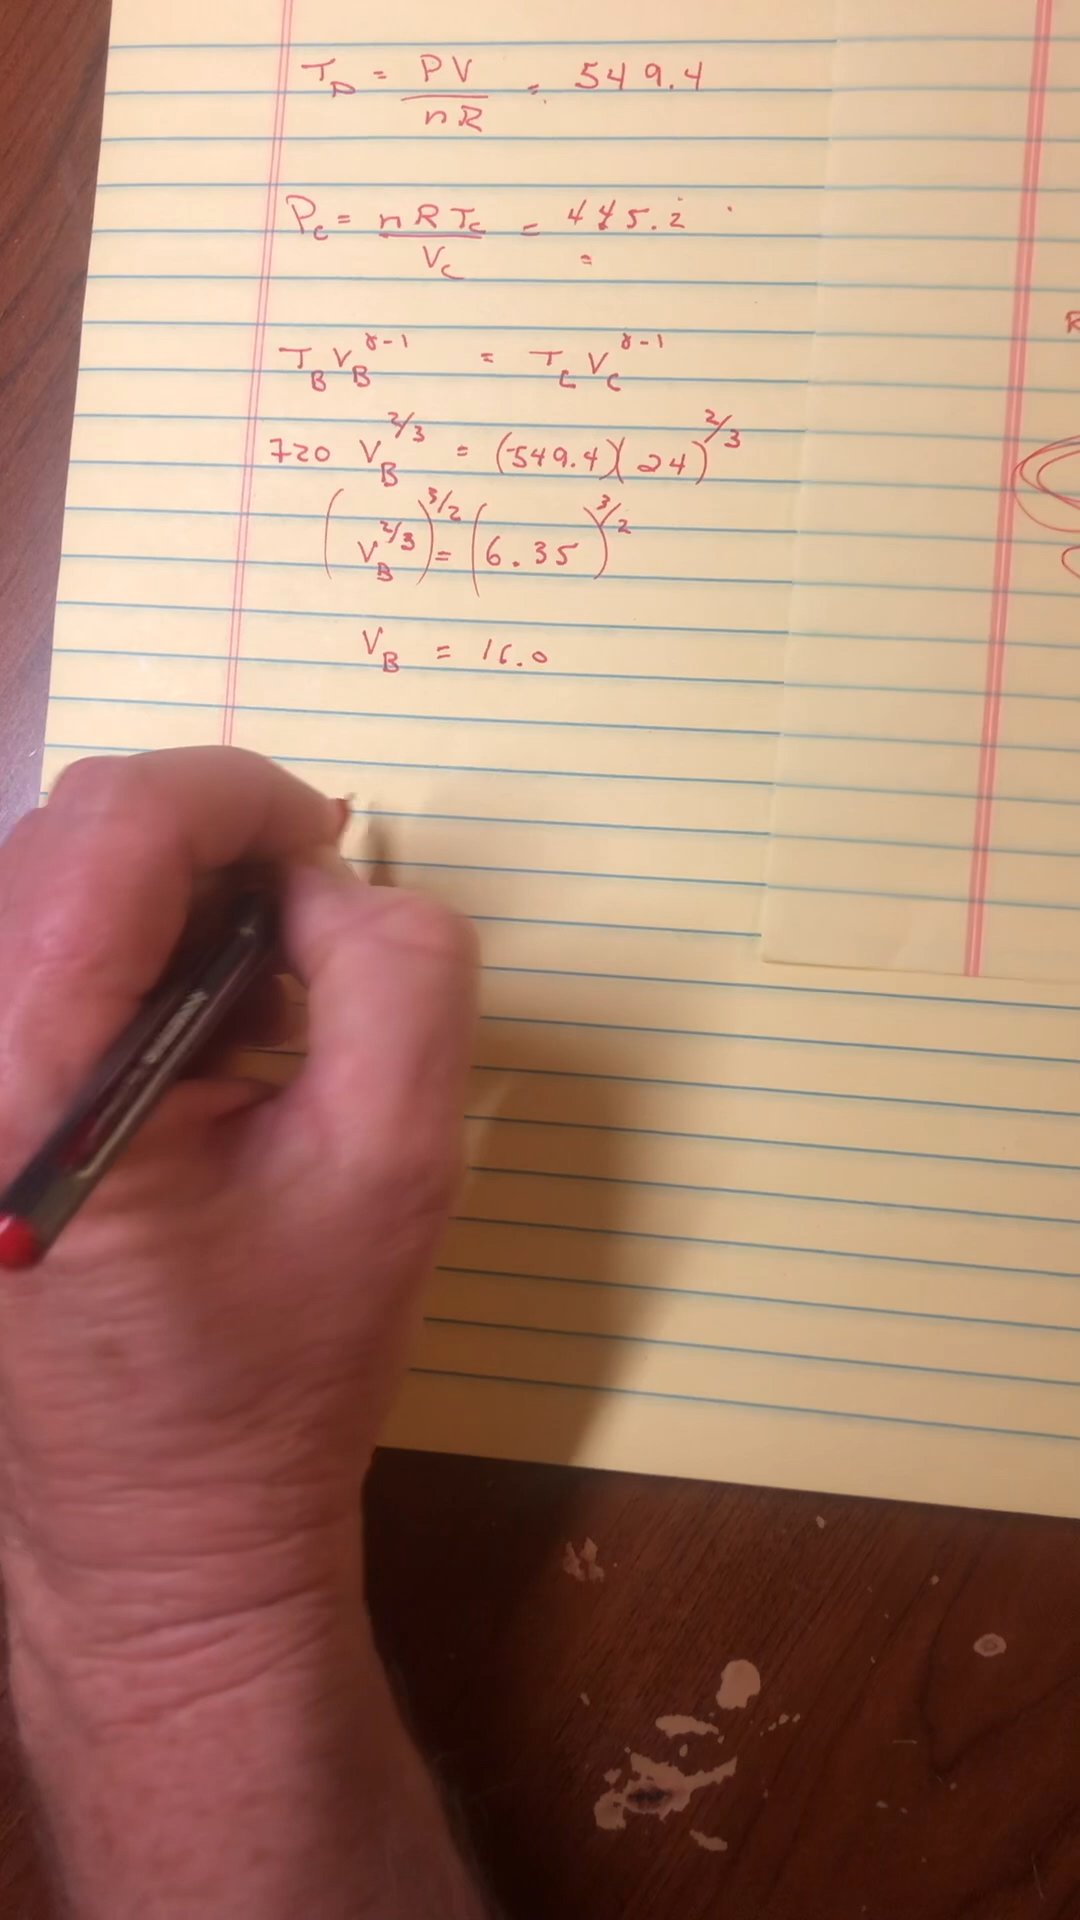 T_D = PV / nR = 549.4
P_C = nRT_C / V_C = 445.2
=
T_B V_B^γ-1 = T_C V_C^γ-1
720 V_B^2/3 = (549.4)(24)^2/3
(V_B^2/3)^3/2 = (6.35)^3/2
V_B = 16.0